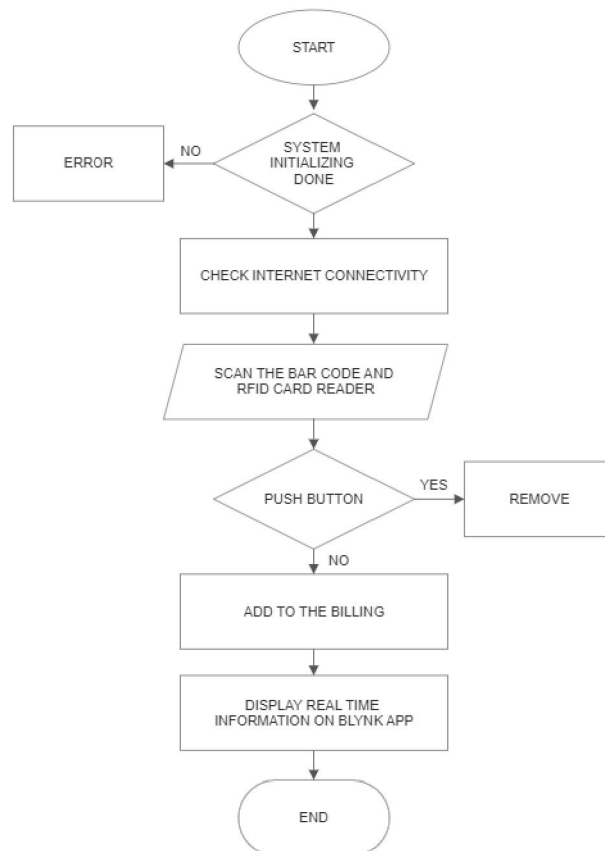 START
SYSTEM
INITIALIZING
DONE
NO
ERROR
CHECK INTERNET CONNECTIVITY
SCAN THE BAR CODE AND
RFID CARD READER
PUSH BUTTON
YES
REMOVE
NO
ADD TO THE BILLING
DISPLAY REAL TIME
INFORMATION ON BLYNK APP
END